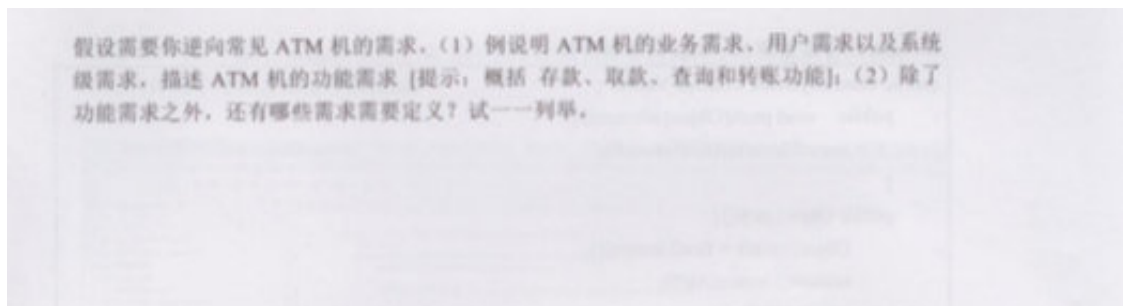 假设需要你逆向常见 ATM 机的需求，（1）例说明 ATM 机的业务需求、用户需求以及系统
级需求，描述 ATM 机的功能需求 [提示：概括 存款、取款、查询和转账功能]；（2）除了
功能需求之外，还有哪些需求需要定义？试一一列举。